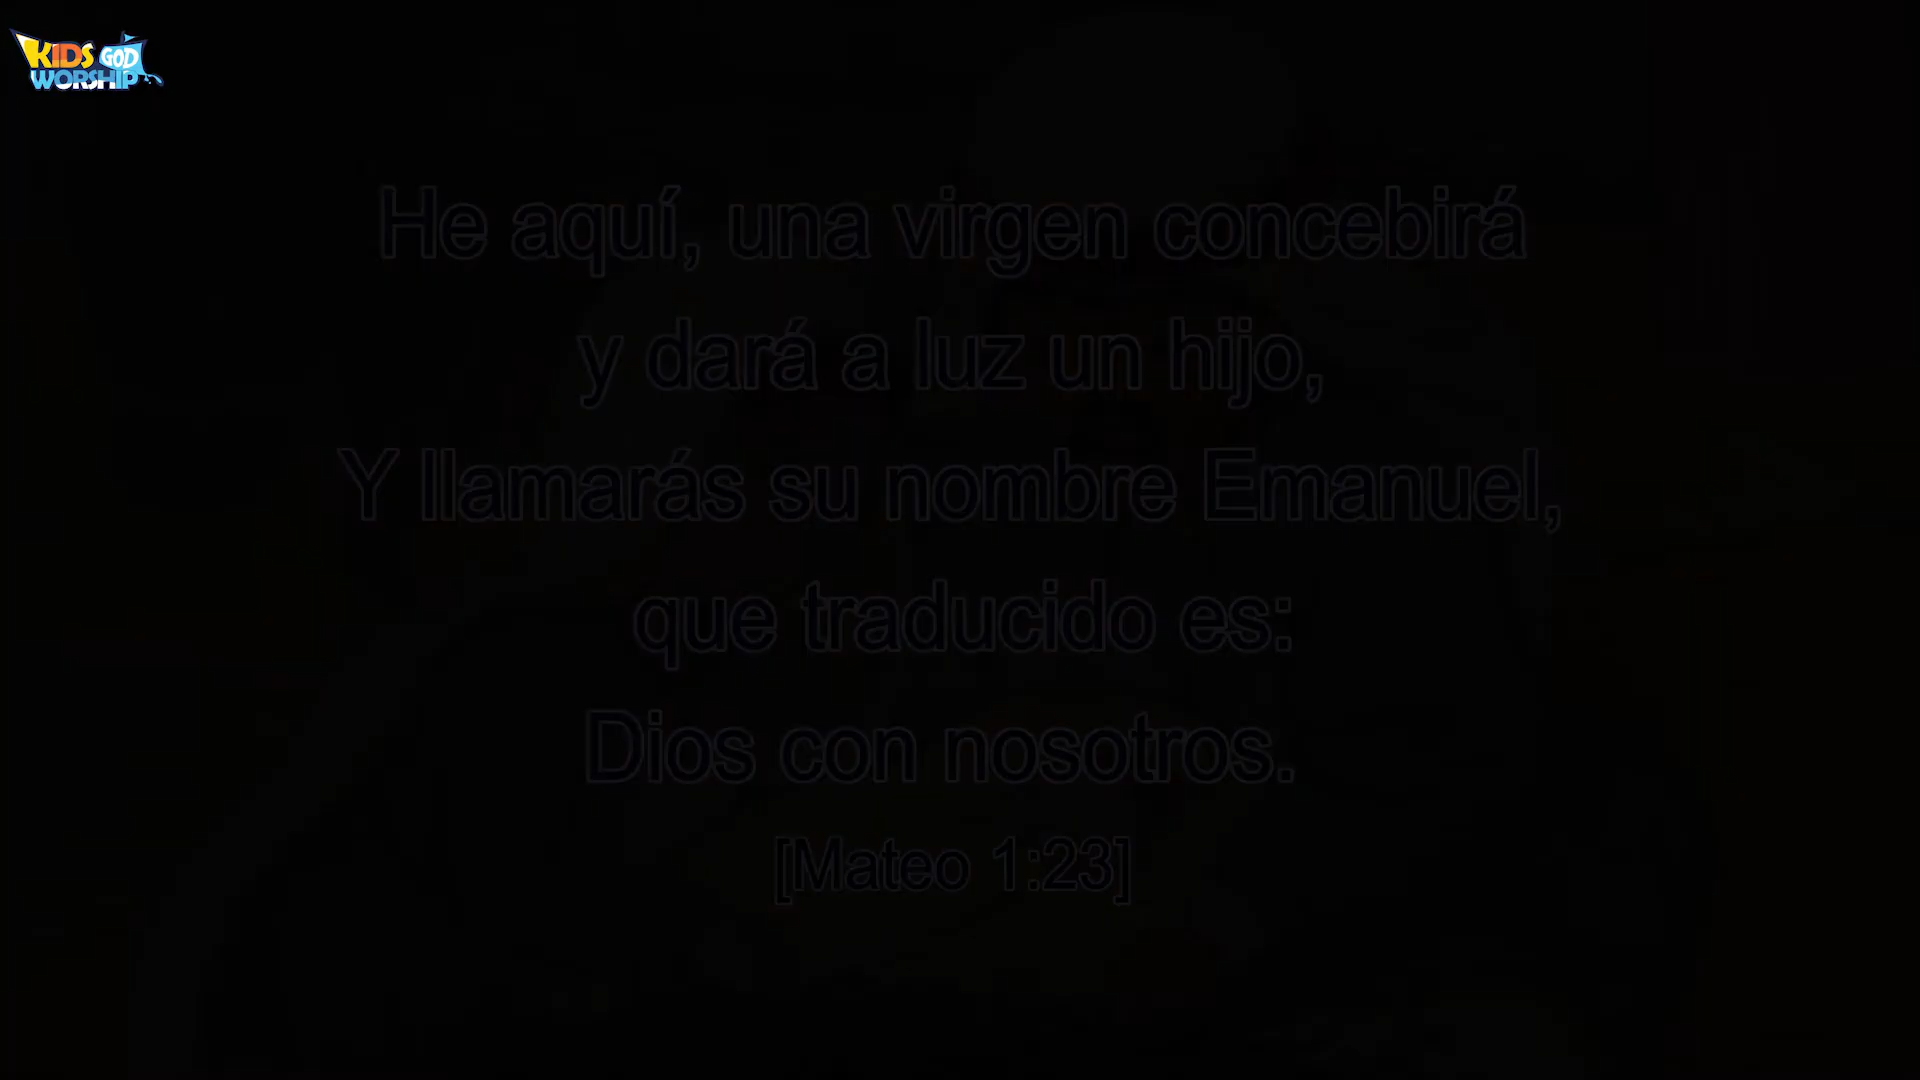 KIDS GOD
WORSHIP
He aquí, una virgen concebirá
y dará a luz un hijo,
Y llamarás su nombre Emanuel,
que traducido es:
Dios con nosotros.
[Mateo 1:23]